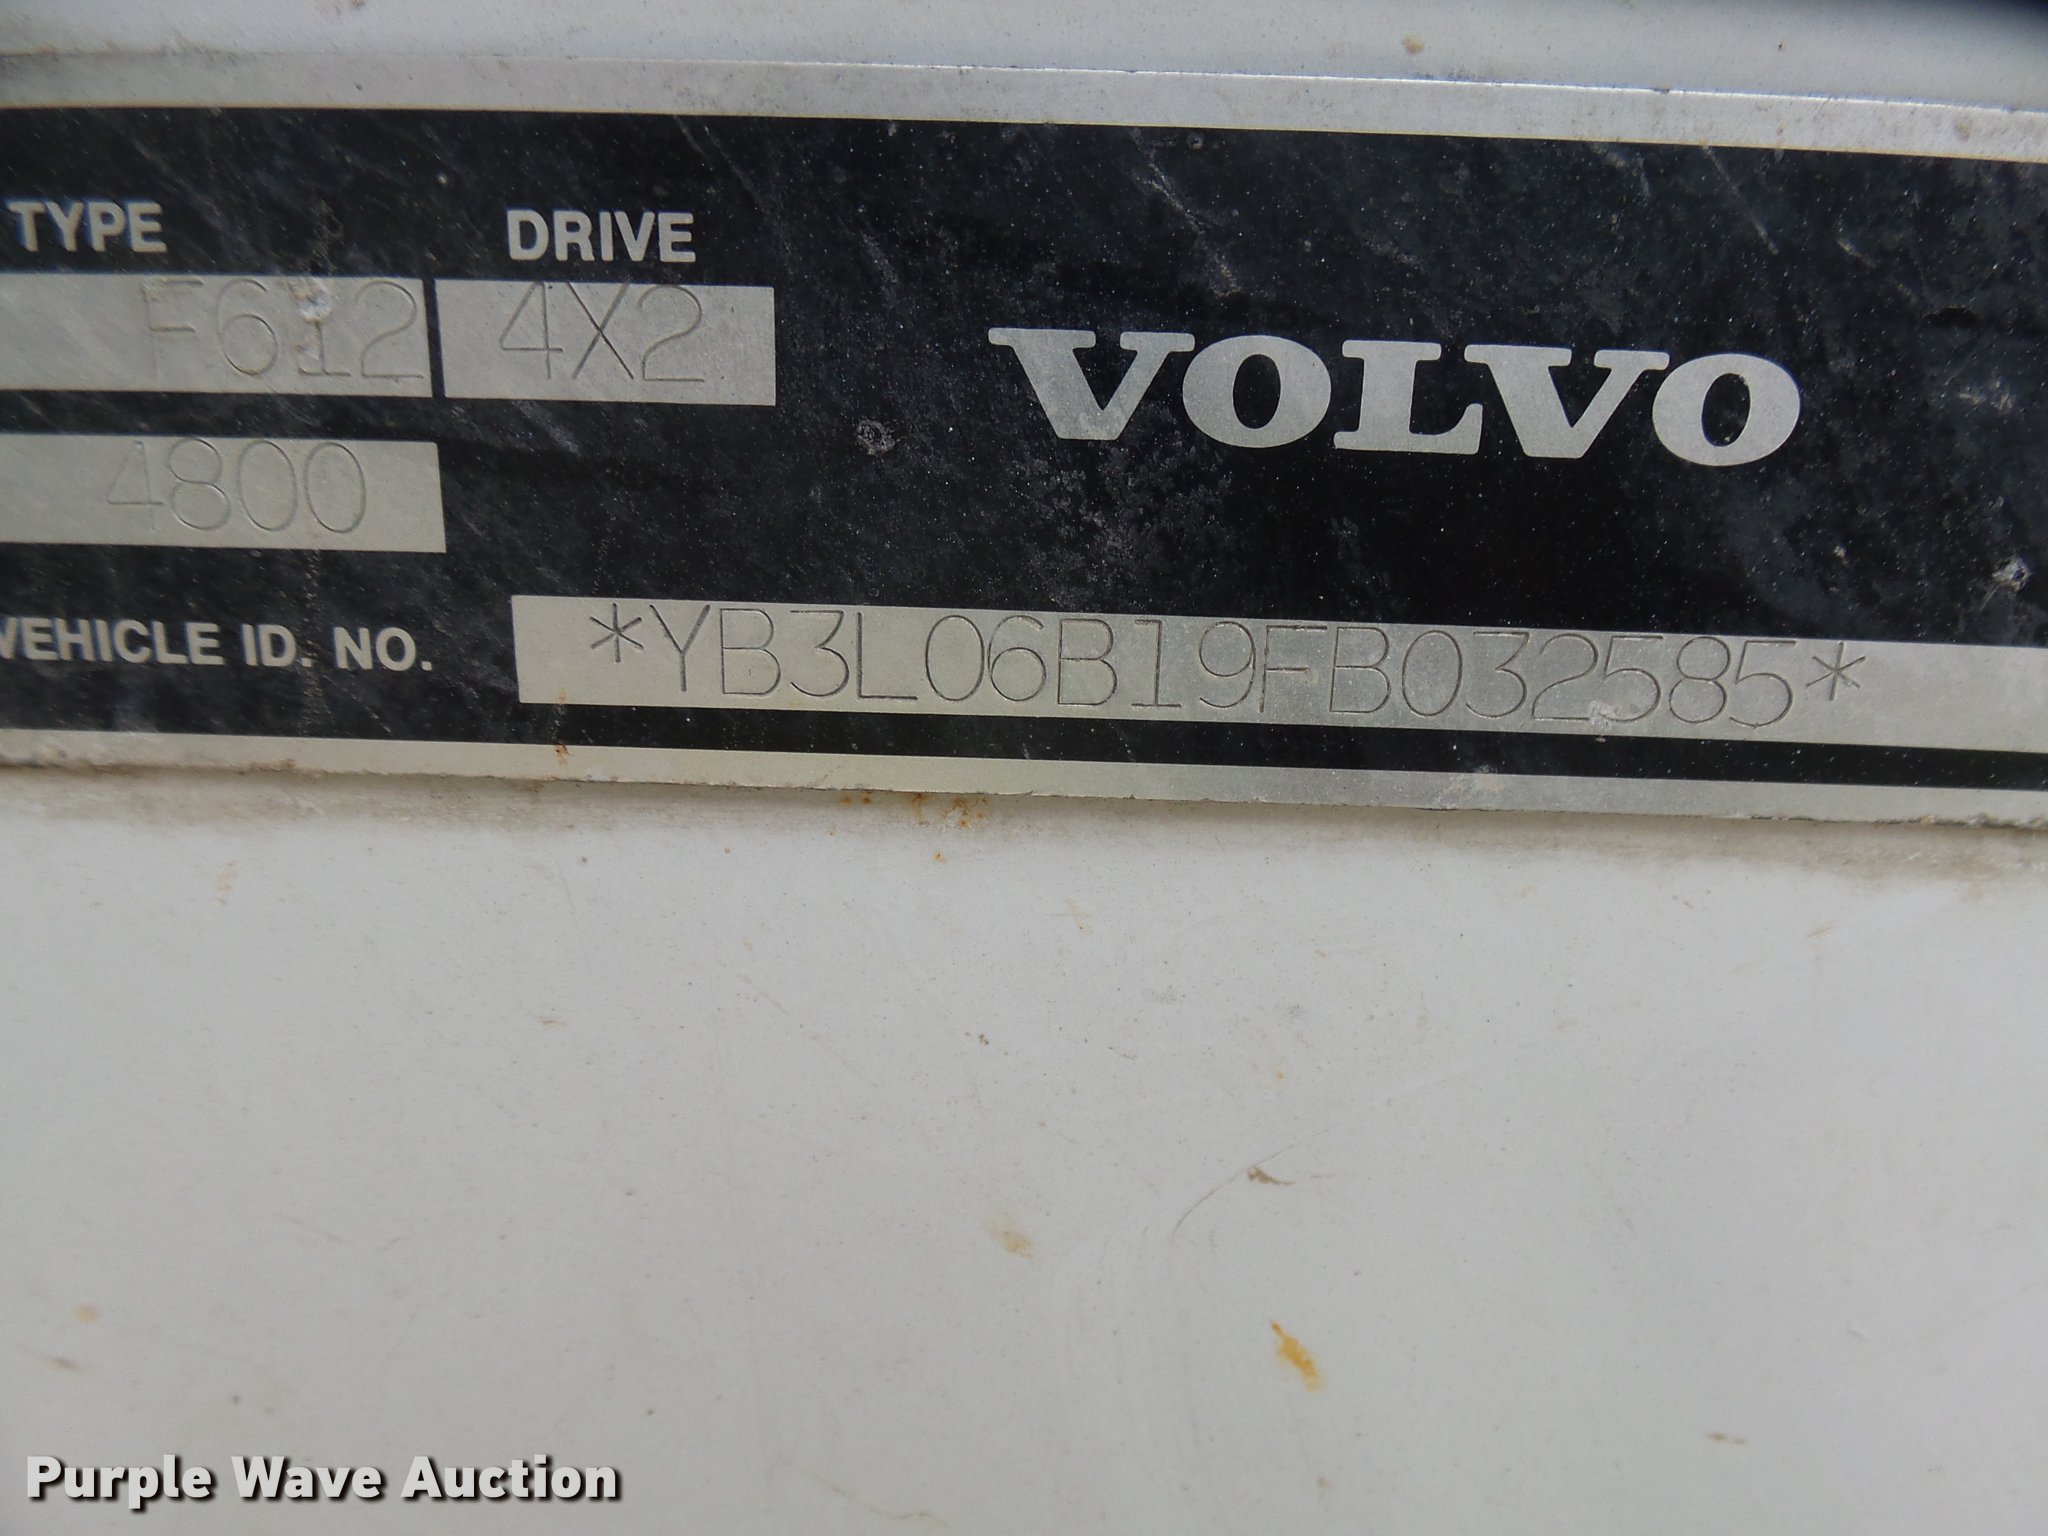 TYPE DRIVE
F612 4X2
VOLVO
4800
VEHICLE ID. NO. *YB3L06B19FB032585*
Purple Wave Auction